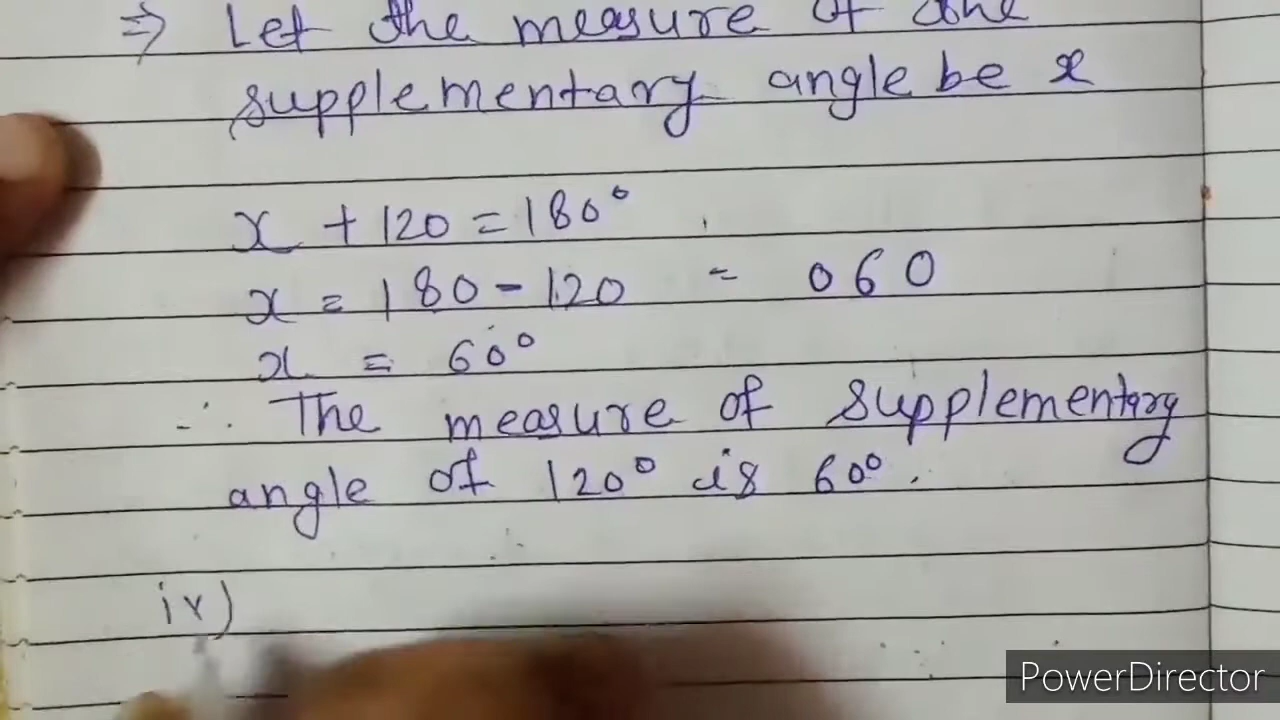 ⇒ Let the measure of the
supplementary angle be x
x + 120 = 180°
x = 180 - 120 - 060
x = 60°
∴ The measure of supplementary
angle of 120° is 60°.
iv)
PowerDirector